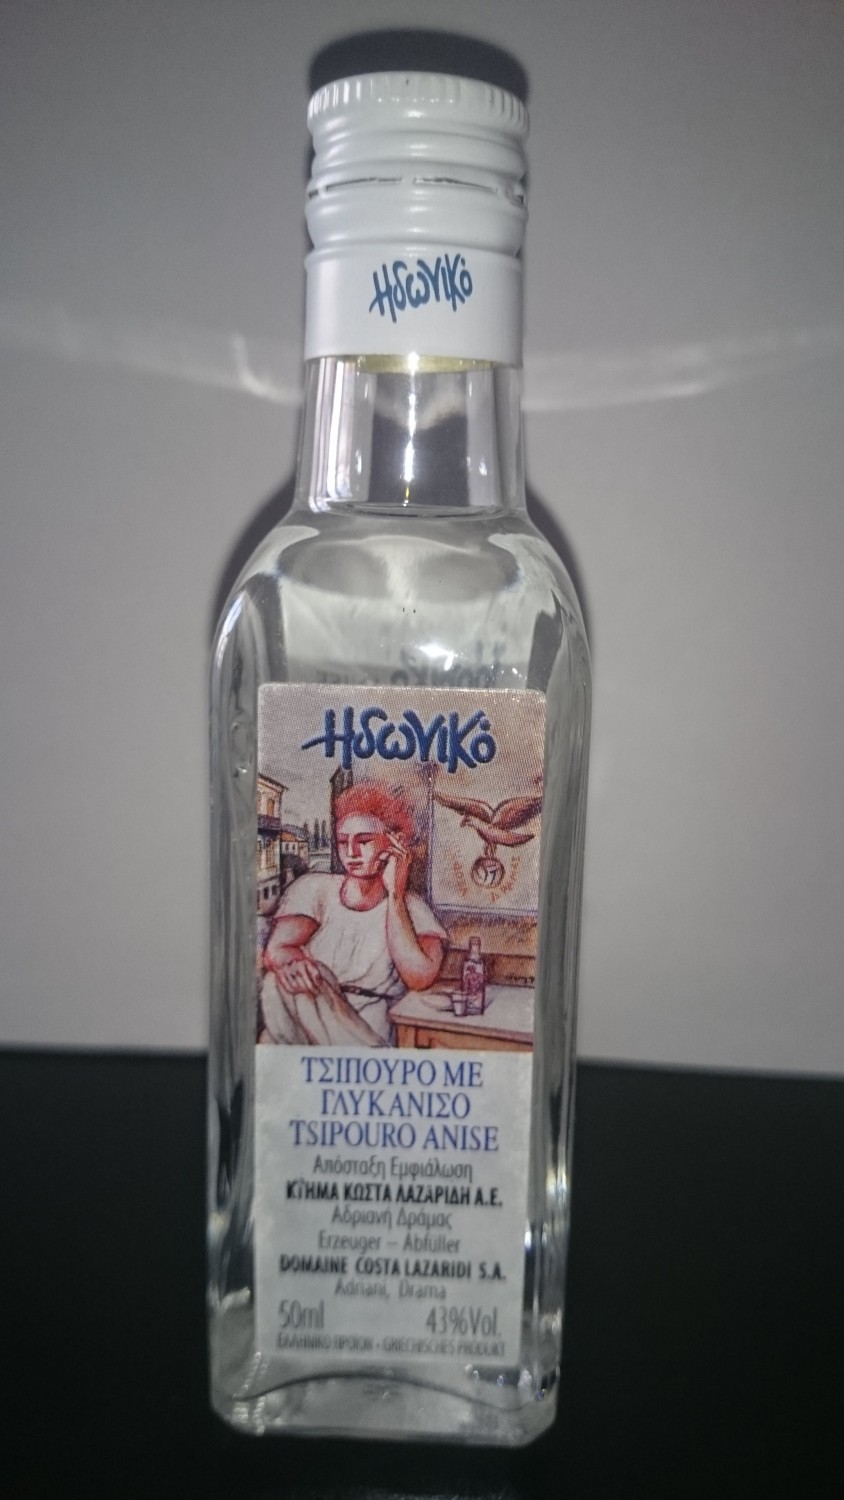 Ηδωνικό
Ηδωνικό
ΤΣΙΠΟΥΡΟ ΜΕ
ΓΛΥΚΑΝΙΣΟ
TSIPOURO ANISE
Απόσταξη Εμφιάλωση
ΚΤΗΜΑ ΚΩΣΤΑ ΛΑΖΑΡΙΔΗ Α.Ε.
Αδριανή Δράμας
Erzeuger – Abfüller
DOMAINE COSTA LAZARIDI S.A.
Adriani, Drama
50ml 43%Vol.
ΕΛΛΗΝΙΚΟ ΠΡΟΪΟΝ - GRIECHISCHES PRODUKT